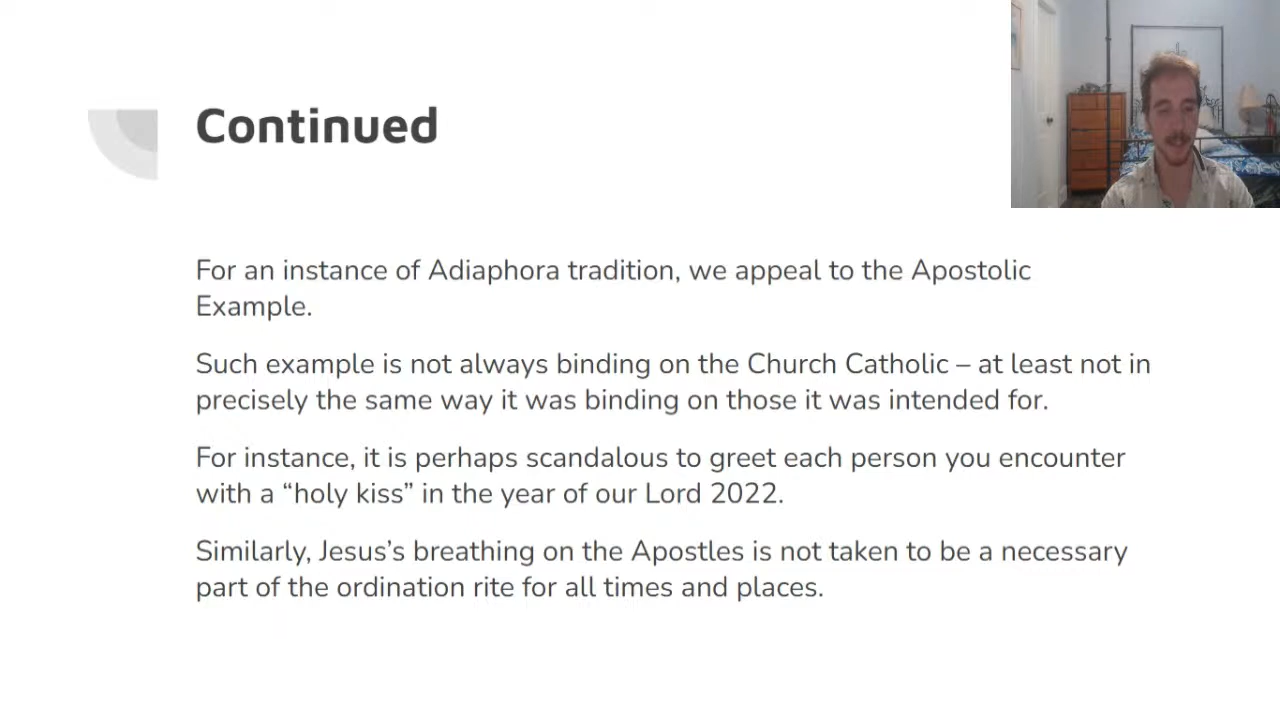 Continued
For an instance of Adiaphora tradition, we appeal to the Apostolic
Example.
Such example is not always binding on the Church Catholic – at least not in
precisely the same way it was binding on those it was intended for.
For instance, it is perhaps scandalous to greet each person you encounter
with a “holy kiss” in the year of our Lord 2022.
Similarly, Jesus’s breathing on the Apostles is not taken to be a necessary
part of the ordination rite for all times and places.